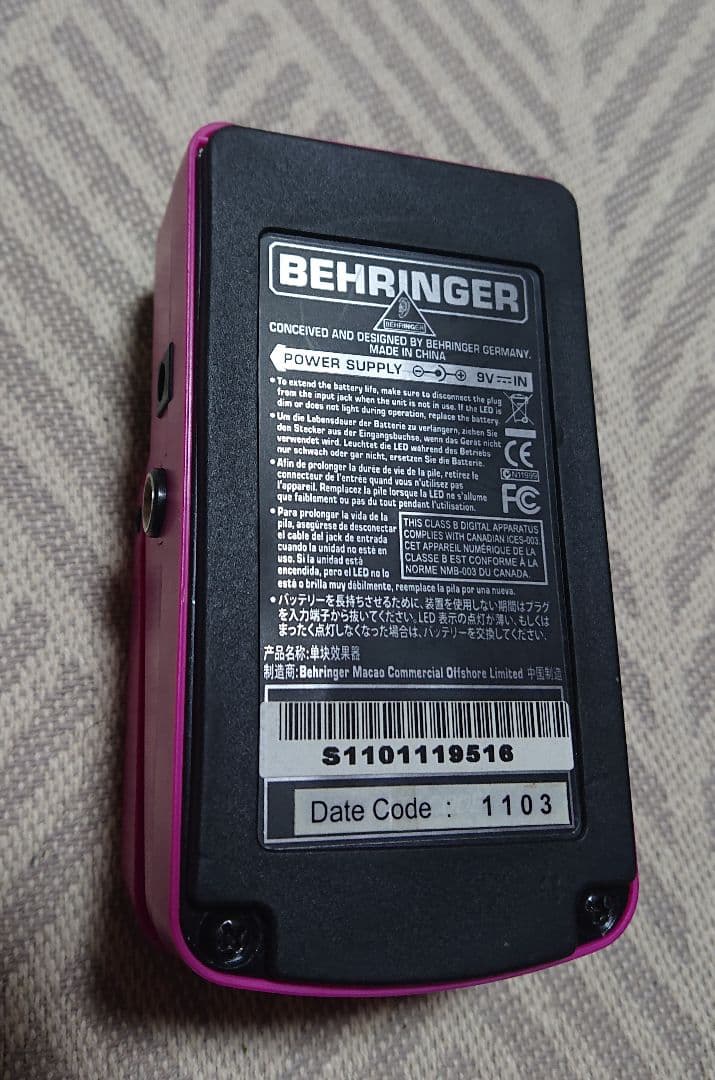 BEHRINGER
BEHRINGER
CONCEIVED AND DESIGNED BY BEHRINGER GERMANY.
MADE IN CHINA
POWER SUPPLY 9V IN
• To extend the battery life, make sure to disconnect the plug
from the input jack when the unit is not in use. If the LED is
dim or does not light during operation, replace the battery.
• Um die Lebensdauer der Batterie zu verlängern, ziehen Sie
den Stecker aus der Eingangsbuchse, wenn das Gerät nicht
verwendet wird. Leuchtet die LED während des Betriebs
nur schwach oder gar nicht, ersetzen Sie die Batterie.
• Afin de prolonger la durée de vie de la pile, retirez le
connecteur de l'entrée quand vous n'utilisez pas
l'appareil. Remplacez la pile lorsque la LED ne s'allume
que faiblement ou pas du tout pendant l'utilisation.
• Para prolongar la vida de la
pila, asegúrese de desconectar
el cable del jack de entrada
cuando la unidad no esté en
uso. Si la unidad está
encendida, pero el LED no lo
está o brilla muy débilmente, reemplace la pila por una nueva.
CE
N11999
FC
THIS CLASS B DIGITAL APPARATUS
COMPLIES WITH CANADIAN ICES-003.
CET APPAREIL NUMÉRIQUE DE LA
CLASSE B EST CONFORME À LA
NORME NMB-003 DU CANADA.
• バッテリーを長持ちさせるために、装置を使用しない期間はプラグ
を入力端子から抜いてください。LED 表示の点灯が薄い、もしくは
まったく点灯しなくなった場合は、バッテリーを交換してください.
产品名称:单块效果器
制造商: Behringer Macao Commercial Offshore Limited 中国制造
S1101119516
Date Code : 1103